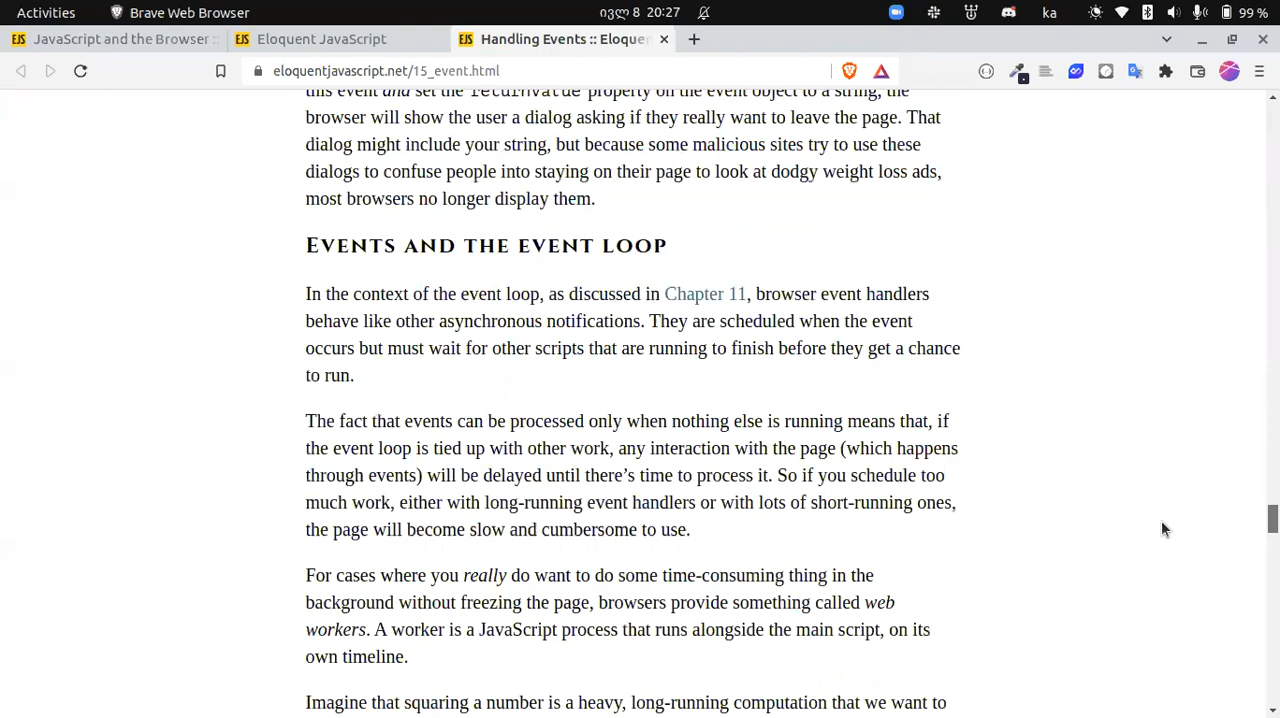 Activities
Brave Web Browser
ივლ 8 20:27
ka
99 %
JavaScript and the Browser ::
Eloquent JavaScript
Handling Events :: Eloque
eloquentjavascript.net/15_event.html
this event and set the returnValue property on the event object to a string, the
browser will show the user a dialog asking if they really want to leave the page. That
dialog might include your string, but because some malicious sites try to use these
dialogs to confuse people into staying on their page to look at dodgy weight loss ads,
most browsers no longer display them.
Events and the event loop
In the context of the event loop, as discussed in Chapter 11, browser event handlers
behave like other asynchronous notifications. They are scheduled when the event
occurs but must wait for other scripts that are running to finish before they get a chance
to run.
The fact that events can be processed only when nothing else is running means that, if
the event loop is tied up with other work, any interaction with the page (which happens
through events) will be delayed until there’s time to process it. So if you schedule too
much work, either with long-running event handlers or with lots of short-running ones,
the page will become slow and cumbersome to use.
For cases where you really do want to do some time-consuming thing in the
background without freezing the page, browsers provide something called web
workers. A worker is a JavaScript process that runs alongside the main script, on its
own timeline.
Imagine that squaring a number is a heavy, long-running computation that we want to